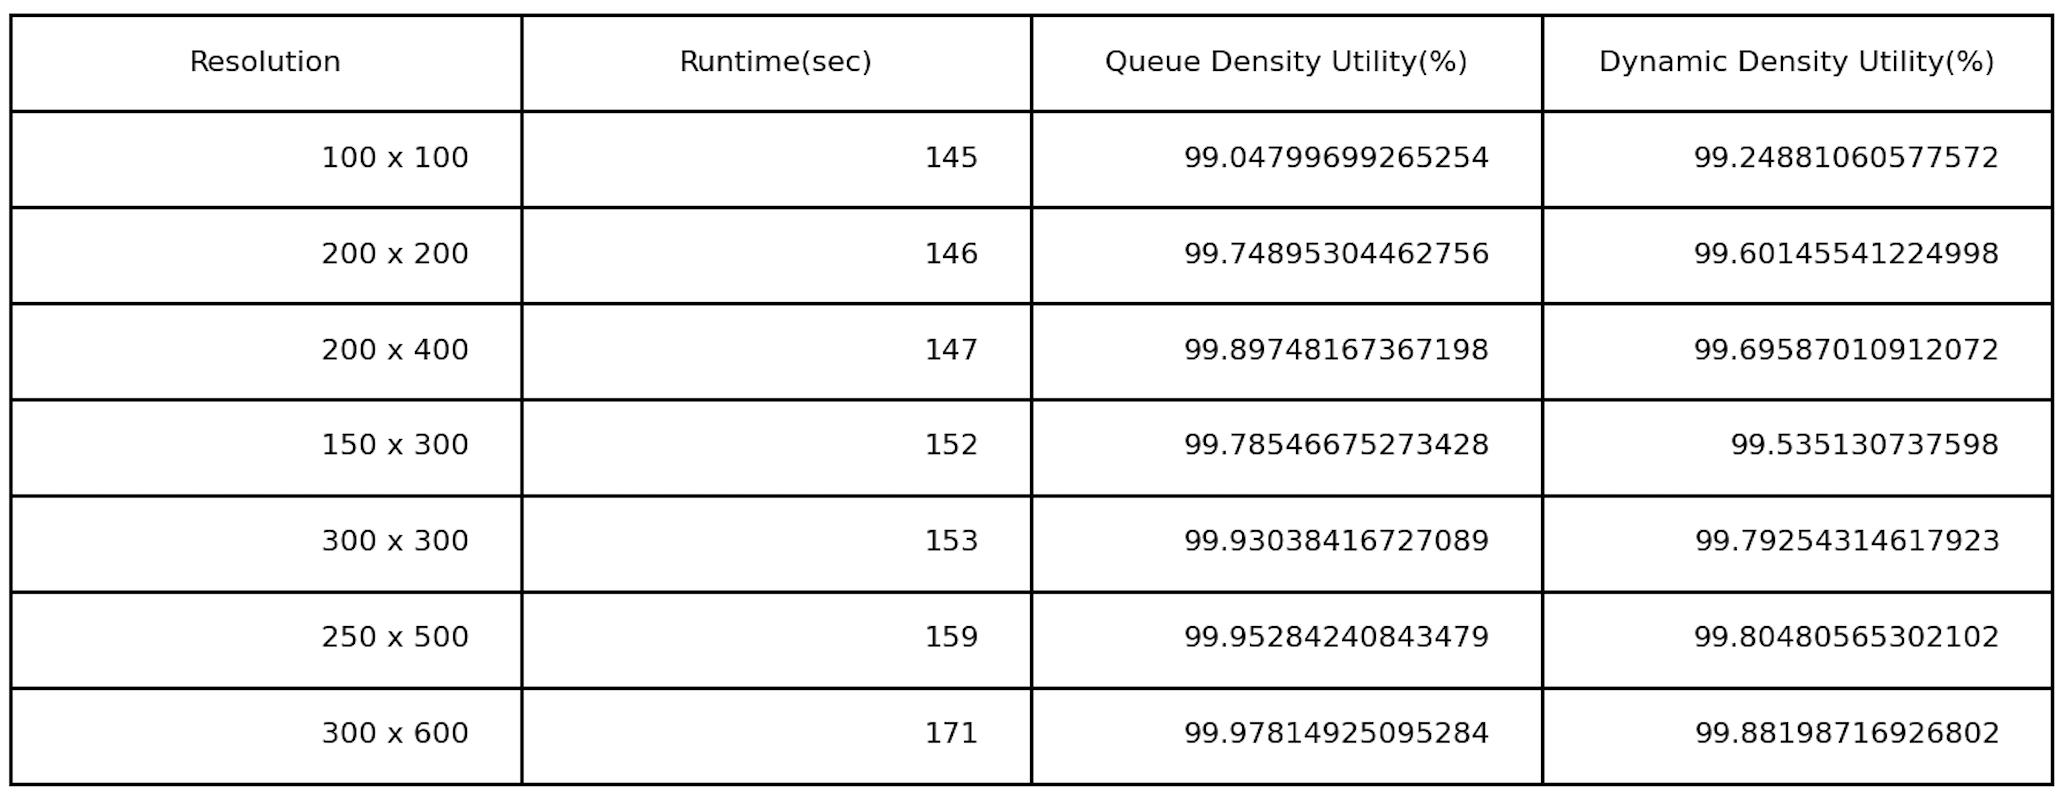 Resolution Runtime(sec) Queue Density Utility(%) Dynamic Density Utility(%)
100 x 100 145 99.04799699265254 99.24881060577572
200 x 200 146 99.74895304462756 99.60145541224998
200 x 400 147 99.89748167367198 99.69587010912072
150 x 300 152 99.78546675273428 99.535130737598
300 x 300 153 99.93038416727089 99.79254314617923
250 x 500 159 99.95284240843479 99.80480565302102
300 x 600 171 99.97814925095284 99.88198716926802